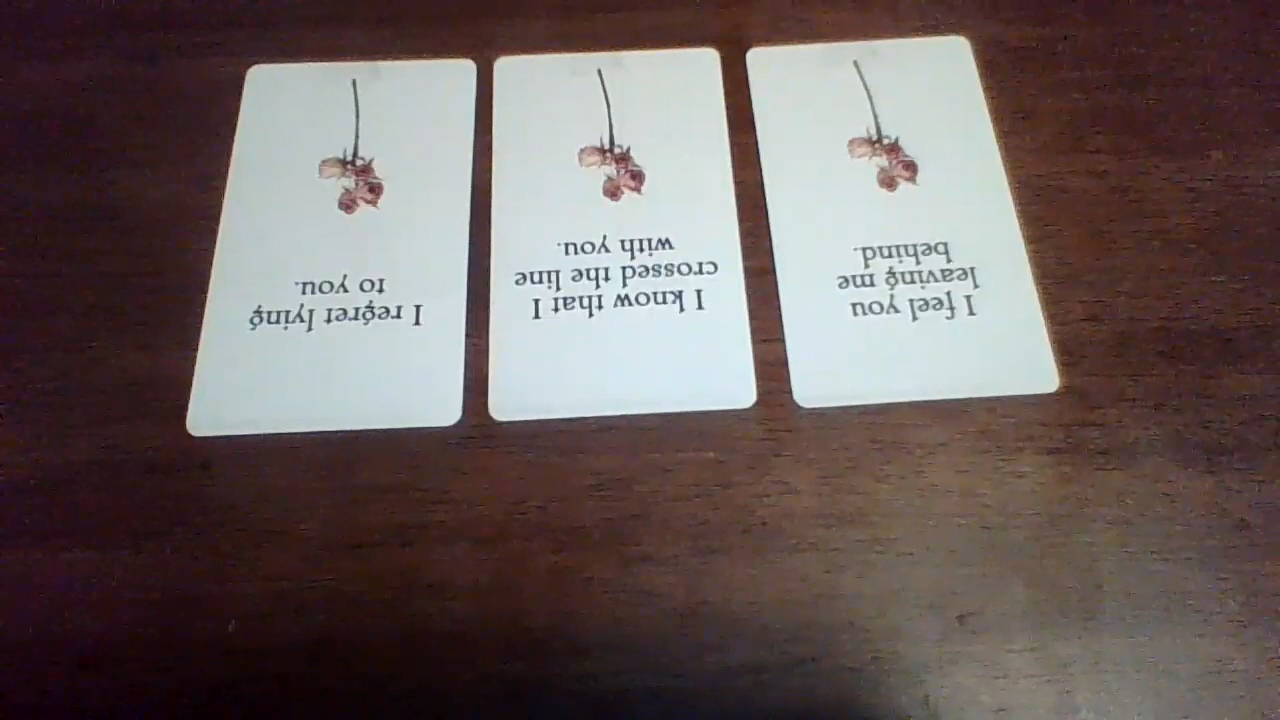 I feel you
leaving me
behind.
I know that I
crossed the line
with you.
I regret lying
to you.